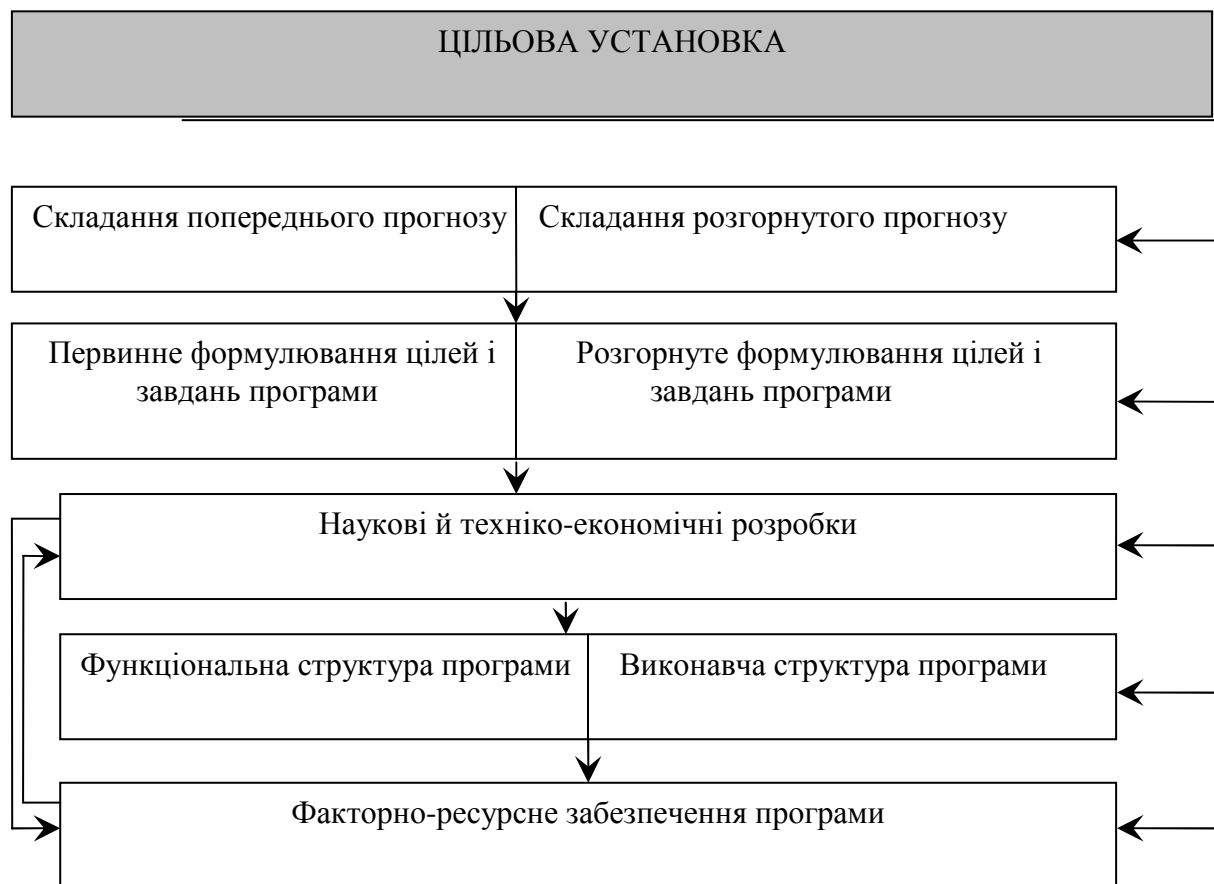 ЦІЛЬОВА УСТАНОВКА
Складання попереднього прогнозу
Складання розгорнутого прогнозу
Первинне формулювання цілей і
завдань програми
Розгорнуте формулювання цілей і
завдань програми
Наукові й техніко-економічні розробки
Функціональна структура програми
Виконавча структура програми
Факторно-ресурсне забезпечення програми